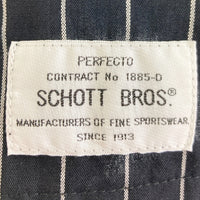 PERFECTO
CONTRACT No 1885-D
SCHOTT BROS.®
MANUFACTURERS OF FINE SPORTSWEAR
SINCE 1913